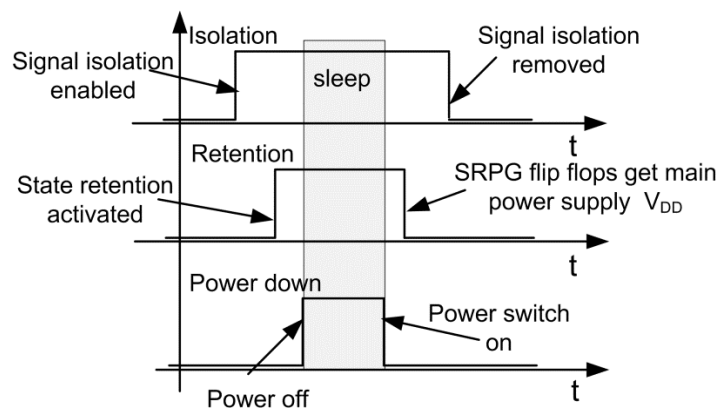 Isolation
Signal isolation
enabled
sleep
Signal isolation
removed
t
Retention
State retention
activated
SRPG flip flops get main
power supply VDD
t
Power down
Power switch
on
Power off
t